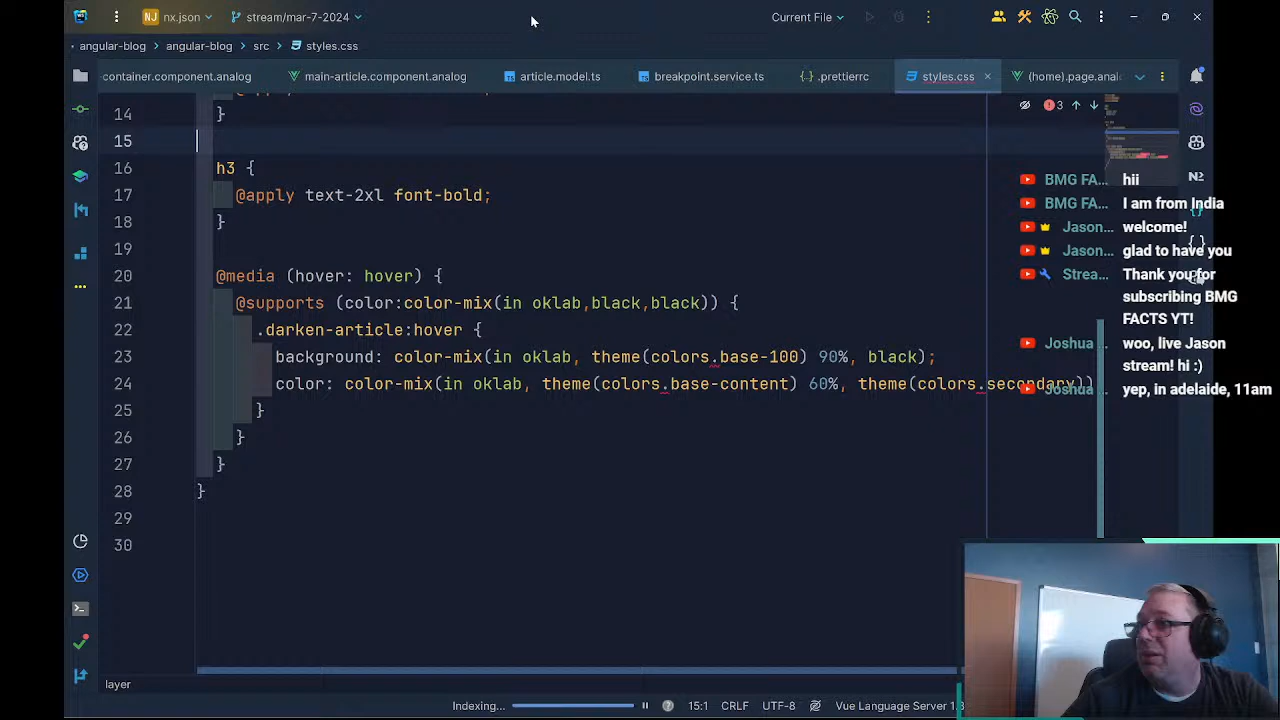 NJ nx.json stream/mar-7-2024 Current File
angular-blog angular-blog src styles.css
container.component.analog main-article.component.analog article.model.ts breakpoint.service.ts .prettierrc styles.css (home).page.anal
14 }
3
15
16 h3 {
17 @apply text-2xl font-bold;
18 }
19
20 @media (hover: hover) {
21 @supports (color:color-mix(in oklab,black,black)) {
22 .darken-article:hover {
23 background: color-mix(in oklab, theme(colors.base-100) 90%, black);
24 color: color-mix(in oklab, theme(colors.base-content) 60%, theme(colors.secondary))
25 }
26 }
27 }
28 }
29
30
BMG FA... hii
BMG FA... I am from India
Jason... welcome!
Jason... glad to have you
Strea... Thank you for
subscribing BMG
FACTS YT!
Joshua woo, live Jason
stream! hi :)
Joshua yep, in adelaide, 11am
layer
Indexing... 15:1 CRLF UTF-8 Vue Language Server